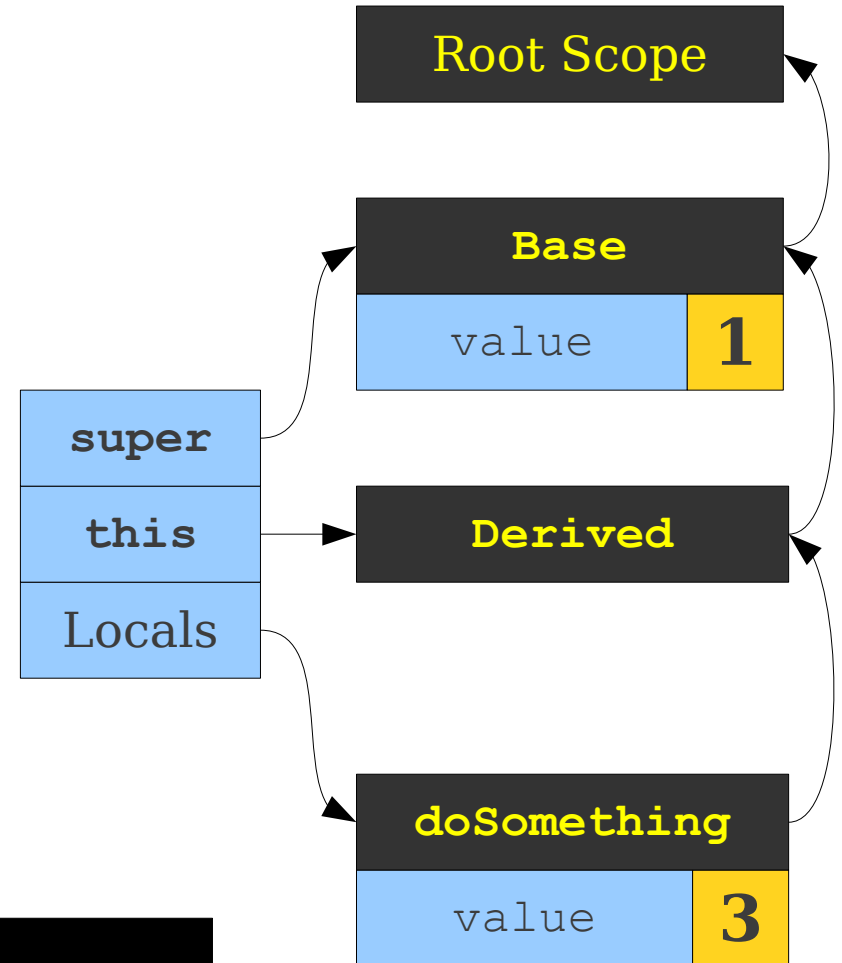 Root Scope
Base
value 1
super
this
Derived
Locals
doSomething
value 3